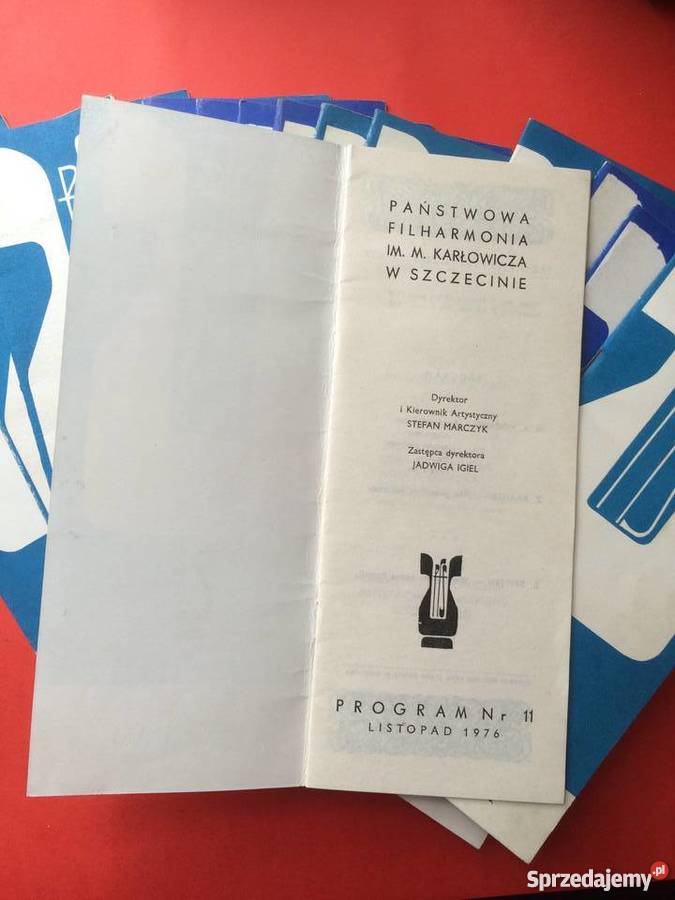 PAŃSTWOWA
FILHARMONIA
IM. M. KARŁOWICZA
W SZCZECINIE
Dyrektor
i Kierownik Artystyczny
STEFAN MARCZYK
Zastępca dyrektora
JADWIGA IGIEL
PROGRAM Nr 11
LISTOPAD 1976
Sprzedajemy.pl